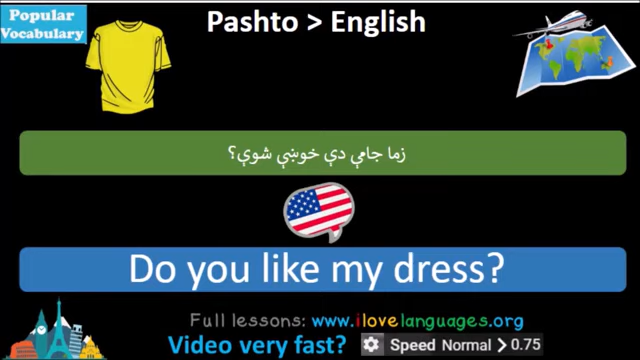 Popular
Vocabulary
Pashto > English
زما جامې دې خوښې شوې؟
Do you like my dress?
Full lessons: www.ilovelanguages.org
Video very fast? Speed Normal > 0.75